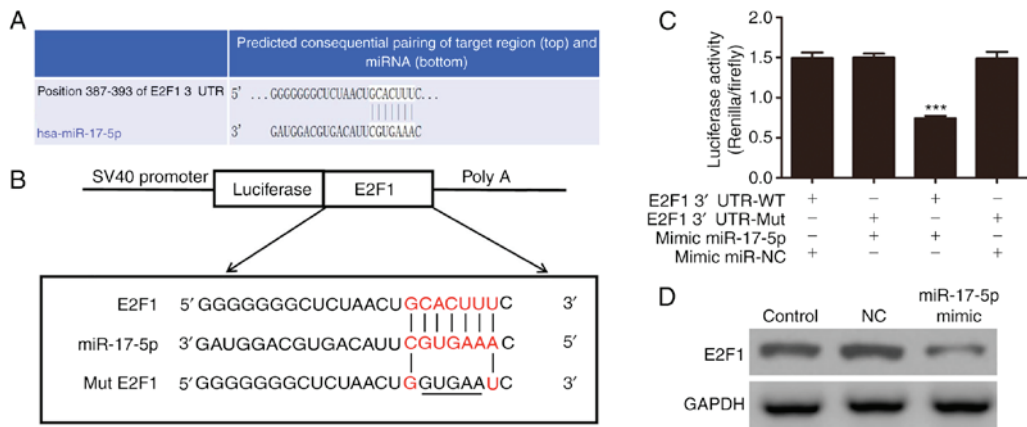 A
Predicted consequential pairing of target region (top) and
miRNA (bottom)
Position 387-393 of E2F1 3 UTR
5' ...GGGGGGGCUCUAACUGCACUUUC...
hsa-miR-17-5p
3' GAUGGACGUGACAUUCGUGAAAC
B
SV40 promoter
Luciferase
E2F1
Poly A
E2F1 5′GGGGGGGCUCUAACUGCACUUUC 3′
miR-17-5p 3′GAUGGACGUGACAUUCGUGAAAC 5′
Mut E2F1 5′GGGGGGGCUCUAACUGGUGAAUC 3′
C
Luciferase activity
(Renilla/firefly)
2.0
1.5
1.0
0.5
0.0
***
E2F1 3′ UTR-WT + − + −
E2F1 3′ UTR-Mut − + − +
Mimic miR-17-5p − + + −
Mimic miR-NC + − − +
D
Control NC miR-17-5p
mimic
E2F1
GAPDH